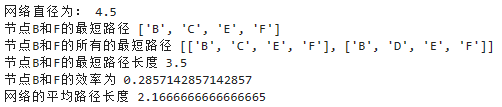 网络直径为： 4.5
节点B和F的最短路径 ['B', 'C', 'E', 'F']
节点B和F的所有的最短路径 [['B', 'C', 'E', 'F'], ['B', 'D', 'E', 'F']]
节点B和F的最短路径长度 3.5
节点B和F的效率为 0.2857142857142857
网络的平均路径长度 2.1666666666666665